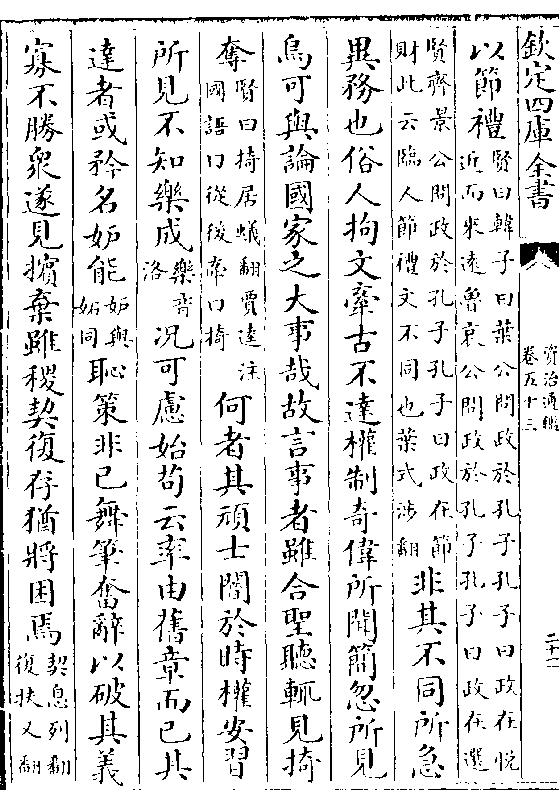 欽定四庫全書
資治通鑑
卷五十三
二十一
以節禮
賢曰韓子曰葉公問政於孔子孔子曰政在悅
近而來遠魯哀公問政於孔子孔子曰政在選
賢齊景公問政於孔子孔子曰政在節
財此云臨人節禮文不同也葉式涉翻
非其不同所急
異務也俗人拘文牽古不達權制奇偉所聞簡忽所見
烏可與論國家之大事哉故言事者雖合聖聽輒見掎
奪
賢曰掎居蟻翻賈逵注
國語曰從後牽曰掎
何者其頑士闇於時權安習
所見不知樂成
樂音
洛
况可慮始苟云率由舊章而已其
達者或矜名妬能
妬與
妒同
恥策非已舞筆奮辭以破其義
寡不勝衆遂見擯棄雖稷契復存猶將困焉
契息列翻
復扶又翻